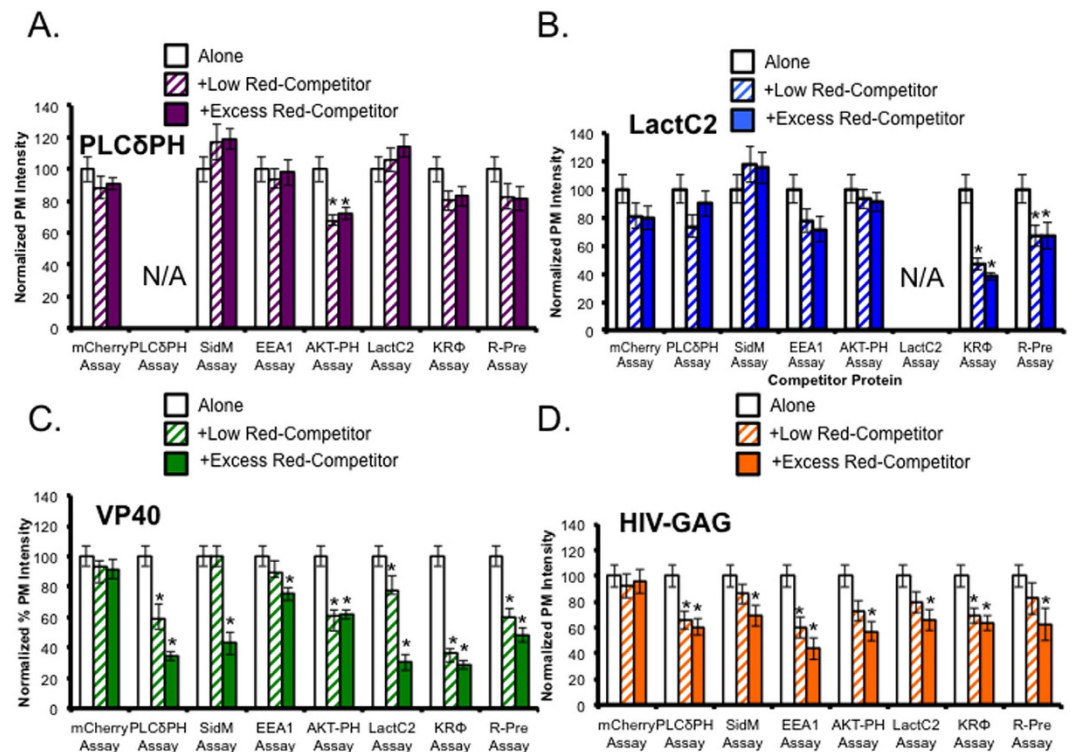 A.
Alone
+Low Red-Competitor
+Excess Red-Competitor
PLCδPH
Normalized PM Intensity
140
120
100
80
60
40
20
0
N/A
mCherry PLCδPH SidM EEA1 AKT-PH LactC2 KRΦ R-Pre
Assay Assay Assay Assay Assay Assay Assay Assay
* *
B.
Alone
+Low Red-Competitor
+Excess Red-Competitor
LactC2
Normalized PM Intensity
140
120
100
80
60
40
20
0
N/A
* * * *
mCherry PLCδPH SidM EEA1 AKT-PH LactC2 KRΦ R-Pre
Assay Assay Assay Assay Assay Assay Assay Assay
Competitor Protein
C.
Alone
+Low Red-Competitor
+Excess Red-Competitor
VP40
Normalized % PM Intensity
140
120
100
80
60
40
20
0
* * * * * * * * * * * *
mCherry PLCδPH SidM EEA1 AKT-PH LactC2 KRΦ R-Pre
Assay Assay Assay Assay Assay Assay Assay Assay
D.
Alone
+Low Red-Competitor
+Excess Red-Competitor
HIV-GAG
Normalized PM Intensity
140
120
100
80
60
40
20
0
* * * * * * * * * *
mCherry PLCδPH SidM EEA1 AKT-PH LactC2 KRΦ R-Pre
Assay Assay Assay Assay Assay Assay Assay Assay